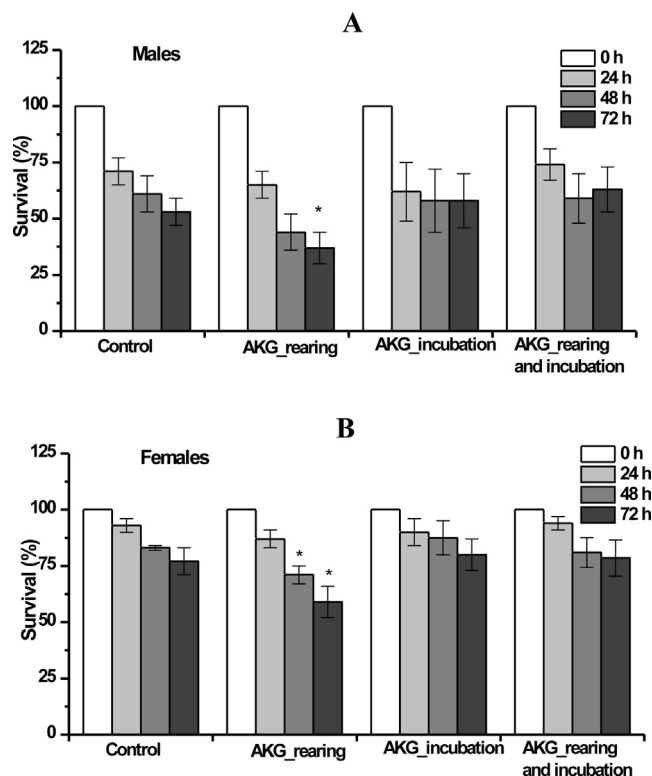 A
Males
0 h
24 h
48 h
72 h
Survival (%)
125
100
75
50
25
0
*
Control
AKG_rearing
AKG_incubation
AKG_rearing
and incubation
B
Females
0 h
24 h
48 h
72 h
Survival (%)
125
100
75
50
25
0
*
*
Control
AKG_rearing
AKG_incubation
AKG_rearing
and incubation